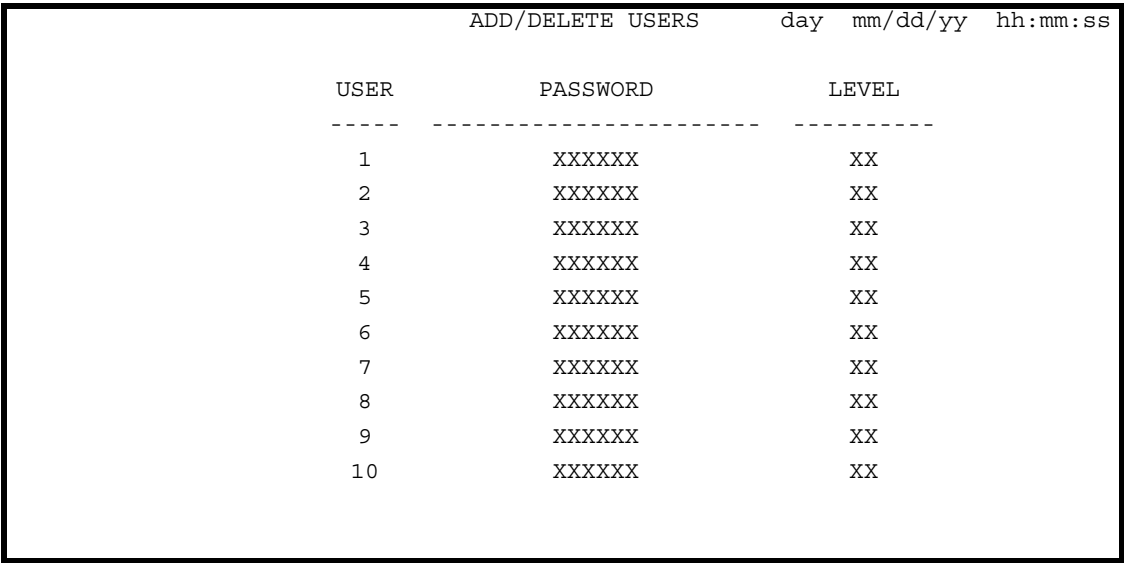 ADD/DELETE USERS day mm/dd/yy hh:mm:ss
USER PASSWORD LEVEL
----- ----------------------- ----------
1 XXXXXX XX
2 XXXXXX XX
3 XXXXXX XX
4 XXXXXX XX
5 XXXXXX XX
6 XXXXXX XX
7 XXXXXX XX
8 XXXXXX XX
9 XXXXXX XX
10 XXXXXX XX